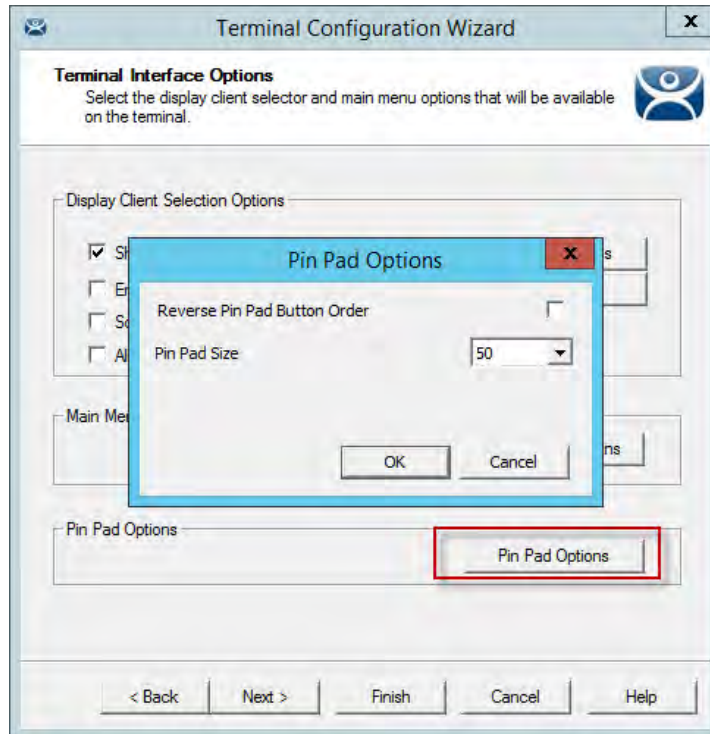 Terminal Configuration Wizard
x
Terminal Interface Options
Select the display client selector and main menu options that will be available
on the terminal.
Display Client Selection Options
Pin Pad Options
x
Reverse Pin Pad Button Order
Pin Pad Size
50
OK
Cancel
Main
Pin Pad Options
Pin Pad Options
< Back
Next >
Finish
Cancel
Help